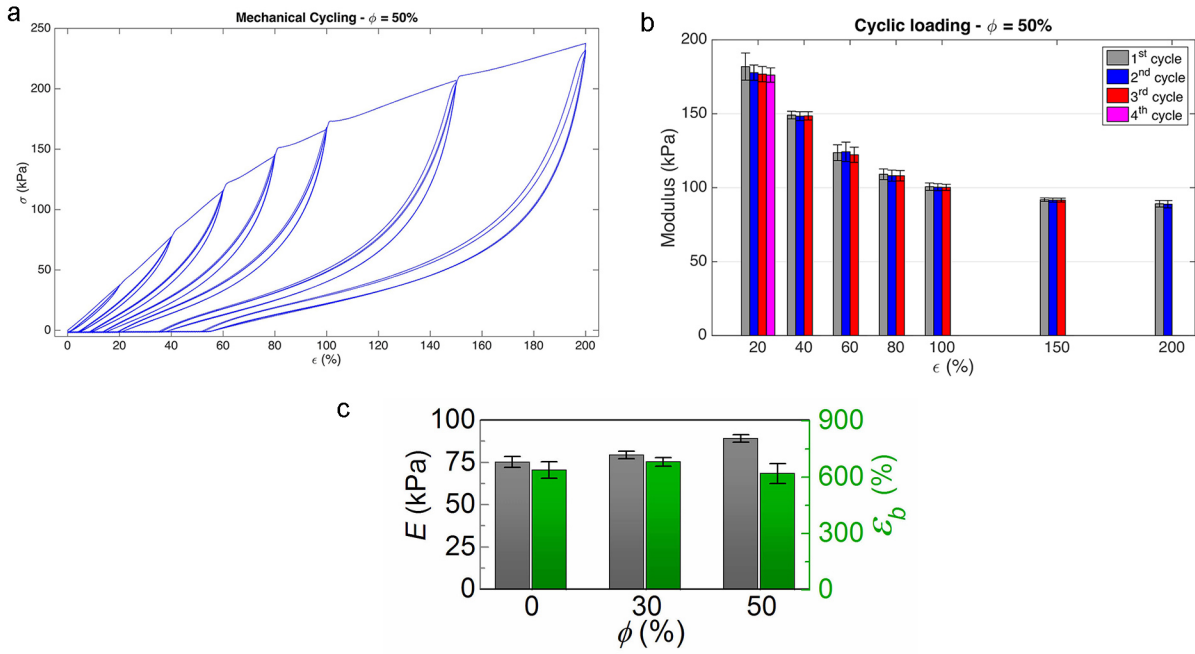 a
Mechanical Cycling - ϕ = 50%
250
200
150
100
50
0
σ (kPa)
0 20 40 60 80 100 120 140 160 180 200
ϵ (%)
b
Cyclic loading - ϕ = 50%
200
150
100
50
0
Modulus (kPa)
1st cycle
2nd cycle
3rd cycle
4th cycle
20 40 60 80 100 150 200
ϵ (%)
c
100
75
50
25
0
E (kPa)
900
600
300
0
εb (%)
0 30 50
ϕ (%)